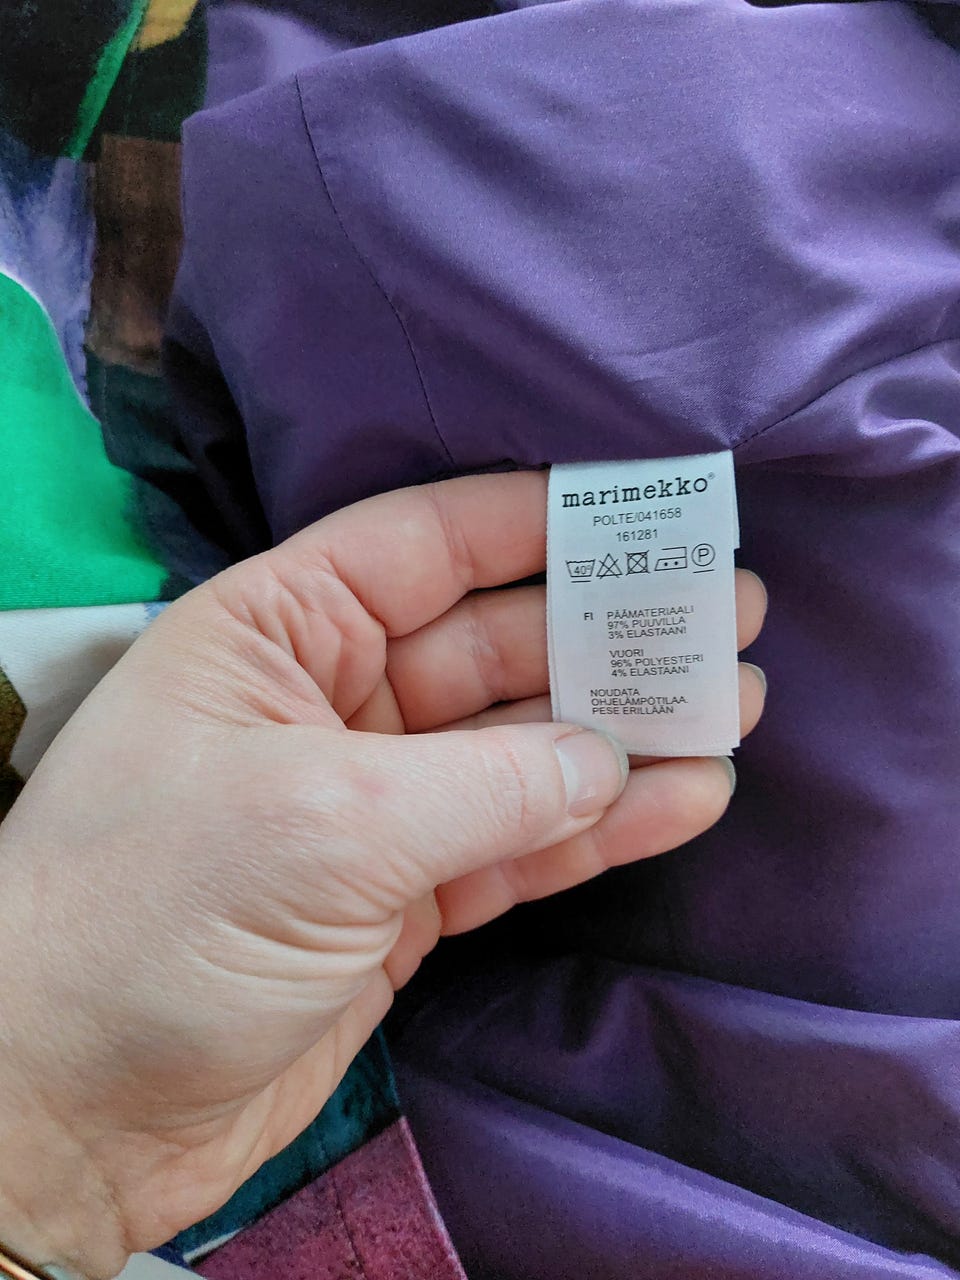 marimekko®
POLTE/041658
161281
40° P
FI PÄÄMATERIAALI
97% PUUVILLA
3% ELASTAANI
VUORI
96% POLYESTERI
4% ELASTAANI
NOUDATA
OHJELÄMPÖTILAA.
PESE ERILLÄÄN